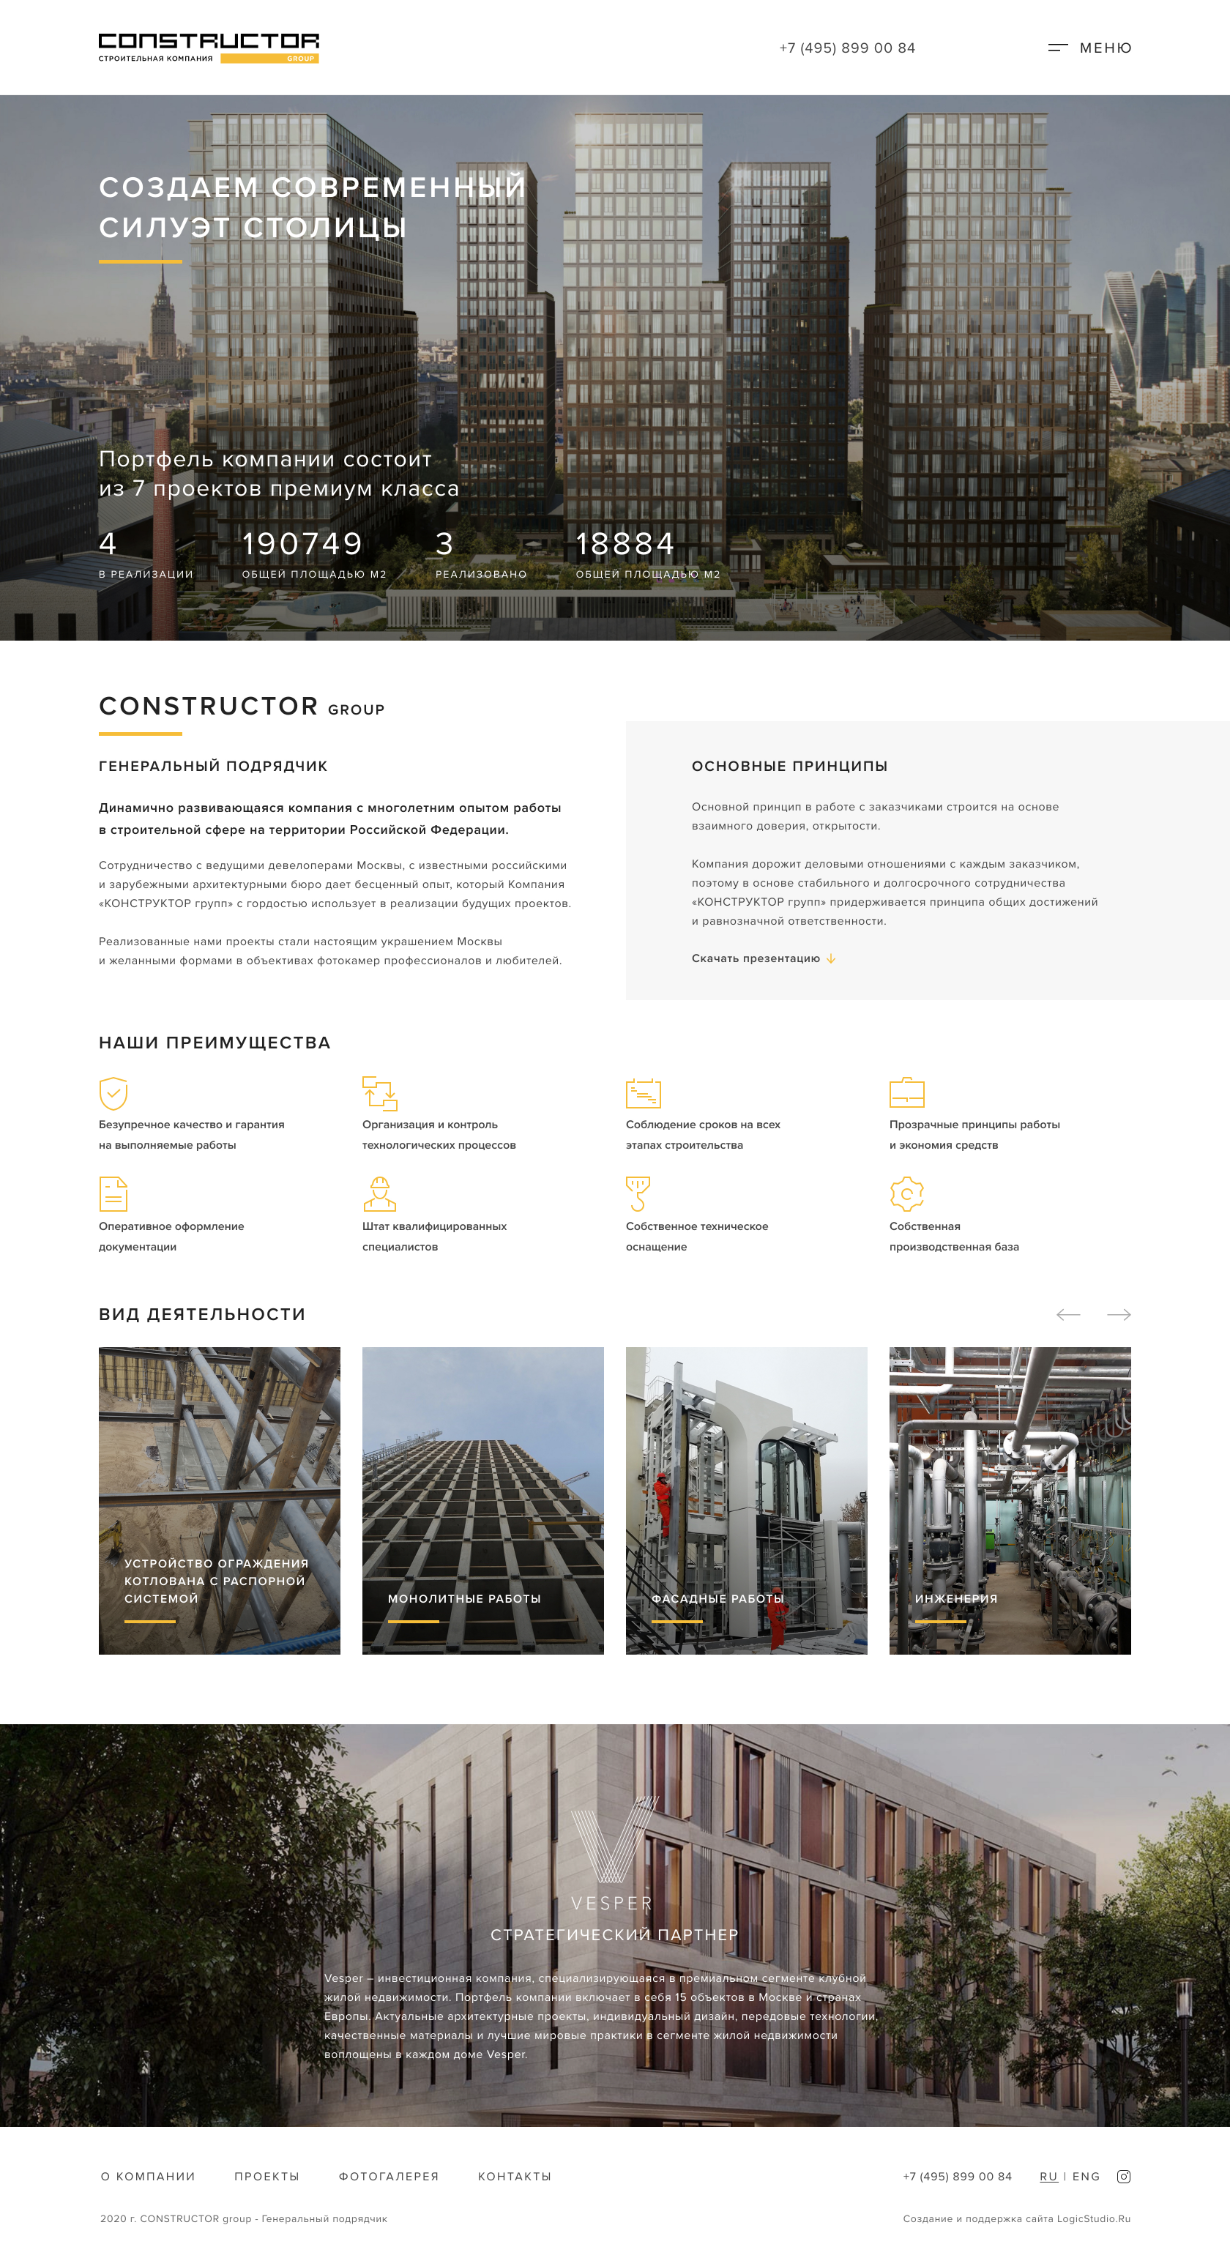 CONSTRUCTOR
СТРОИТЕЛЬНАЯ КОМПАНИЯ GROUP
+7 (495) 899 00 84
МЕНЮ
СОЗДАЕМ СОВРЕМЕННЫЙ
СИЛУЭТ СТОЛИЦЫ
Портфель компании состоит
из 7 проектов премиум класса
4
В РЕАЛИЗАЦИИ
190749
ОБЩЕЙ ПЛОЩАДЬЮ М2
3
РЕАЛИЗОВАНО
18884
ОБЩЕЙ ПЛОЩАДЬЮ М2
CONSTRUCTOR GROUP
ГЕНЕРАЛЬНЫЙ ПОДРЯДЧИК
Динамично развивающаяся компания с многолетним опытом работы
в строительной сфере на территории Российской Федерации.
Сотрудничество с ведущими девелоперами Москвы, с известными российскими
и зарубежными архитектурными бюро дает бесценный опыт, который Компания
«КОНСТРУКТОР групп» с гордостью использует в реализации будущих проектов.
Реализованные нами проекты стали настоящим украшением Москвы
и желанными формами в объективах фотокамер профессионалов и любителей.
ОСНОВНЫЕ ПРИНЦИПЫ
Основной принцип в работе с заказчиками строится на основе
взаимного доверия, открытости.
Компания дорожит деловыми отношениями с каждым заказчиком,
поэтому в основе стабильного и долгосрочного сотрудничества
«КОНСТРУКТОР групп» придерживается принципа общих достижений
и равнозначной ответственности.
Скачать презентацию
НАШИ ПРЕИМУЩЕСТВА
Безупречное качество и гарантия
на выполняемые работы
Организация и контроль
технологических процессов
Соблюдение сроков на всех
этапах строительства
Прозрачные принципы работы
и экономия средств
Оперативное оформление
документации
Штат квалифицированных
специалистов
Собственное техническое
оснащение
Собственная
производственная база
ВИД ДЕЯТЕЛЬНОСТИ
УСТРОЙСТВО ОГРАЖДЕНИЯ
КОТЛОВАНА С РАСПОРНОЙ
СИСТЕМОЙ
МОНОЛИТНЫЕ РАБОТЫ
ФАСАДНЫЕ РАБОТЫ
ИНЖЕНЕРИЯ
VESPER
СТРАТЕГИЧЕСКИЙ ПАРТНЕР
Vesper – инвестиционная компания, специализирующаяся в премиальном сегменте клубной
жилой недвижимости. Портфель компании включает в себя 15 объектов в Москве и странах
Европы. Актуальные архитектурные проекты, индивидуальный дизайн, передовые технологии,
качественные материалы и лучшие мировые практики в сегменте жилой недвижимости
воплощены в каждом доме Vesper.
О КОМПАНИИ
ПРОЕКТЫ
ФОТОГАЛЕРЕЯ
КОНТАКТЫ
+7 (495) 899 00 84
RU | ENG
2020 г. CONSTRUCTOR group - Генеральный подрядчик
Создание и поддержка сайта LogicStudio.Ru